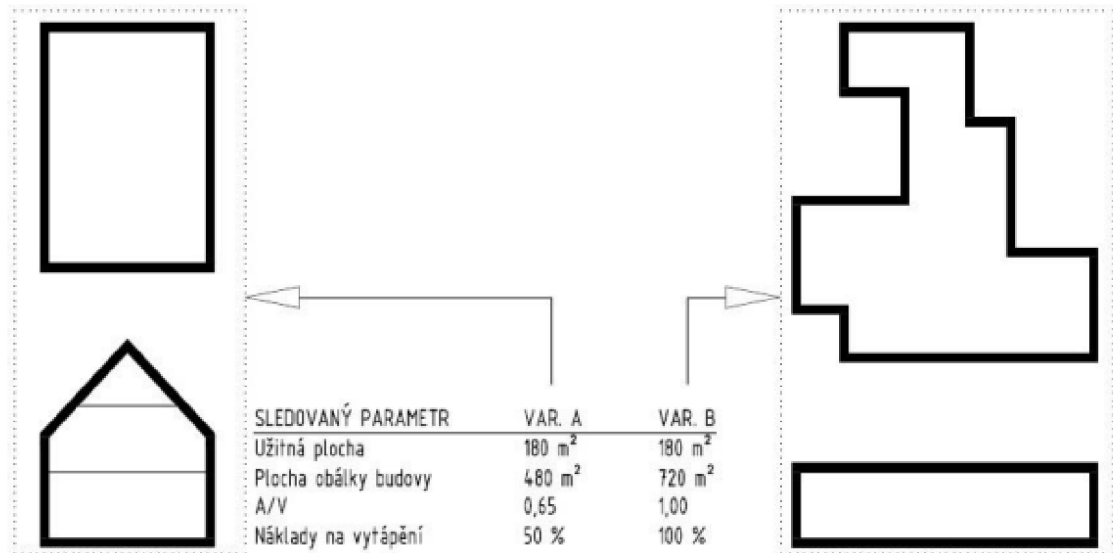 SLEDOVANÝ PARAMETR VAR. A VAR. B
Užitná plocha 180 m² 180 m²
Plocha obálky budovy 480 m² 720 m²
A/V 0,65 1,00
Náklady na vytápění 50 % 100 %